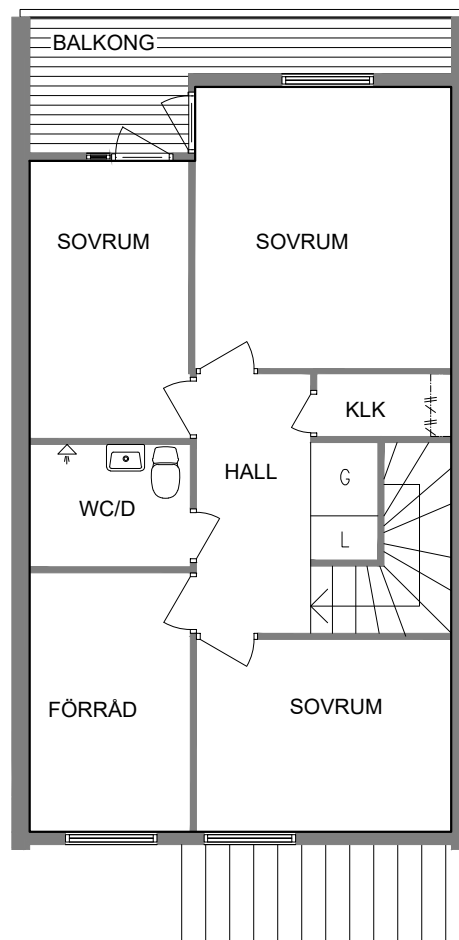 BALKONG
SOVRUM
SOVRUM
KLK
HALL
G
WC/D
L
FÖRRÅD
SOVRUM